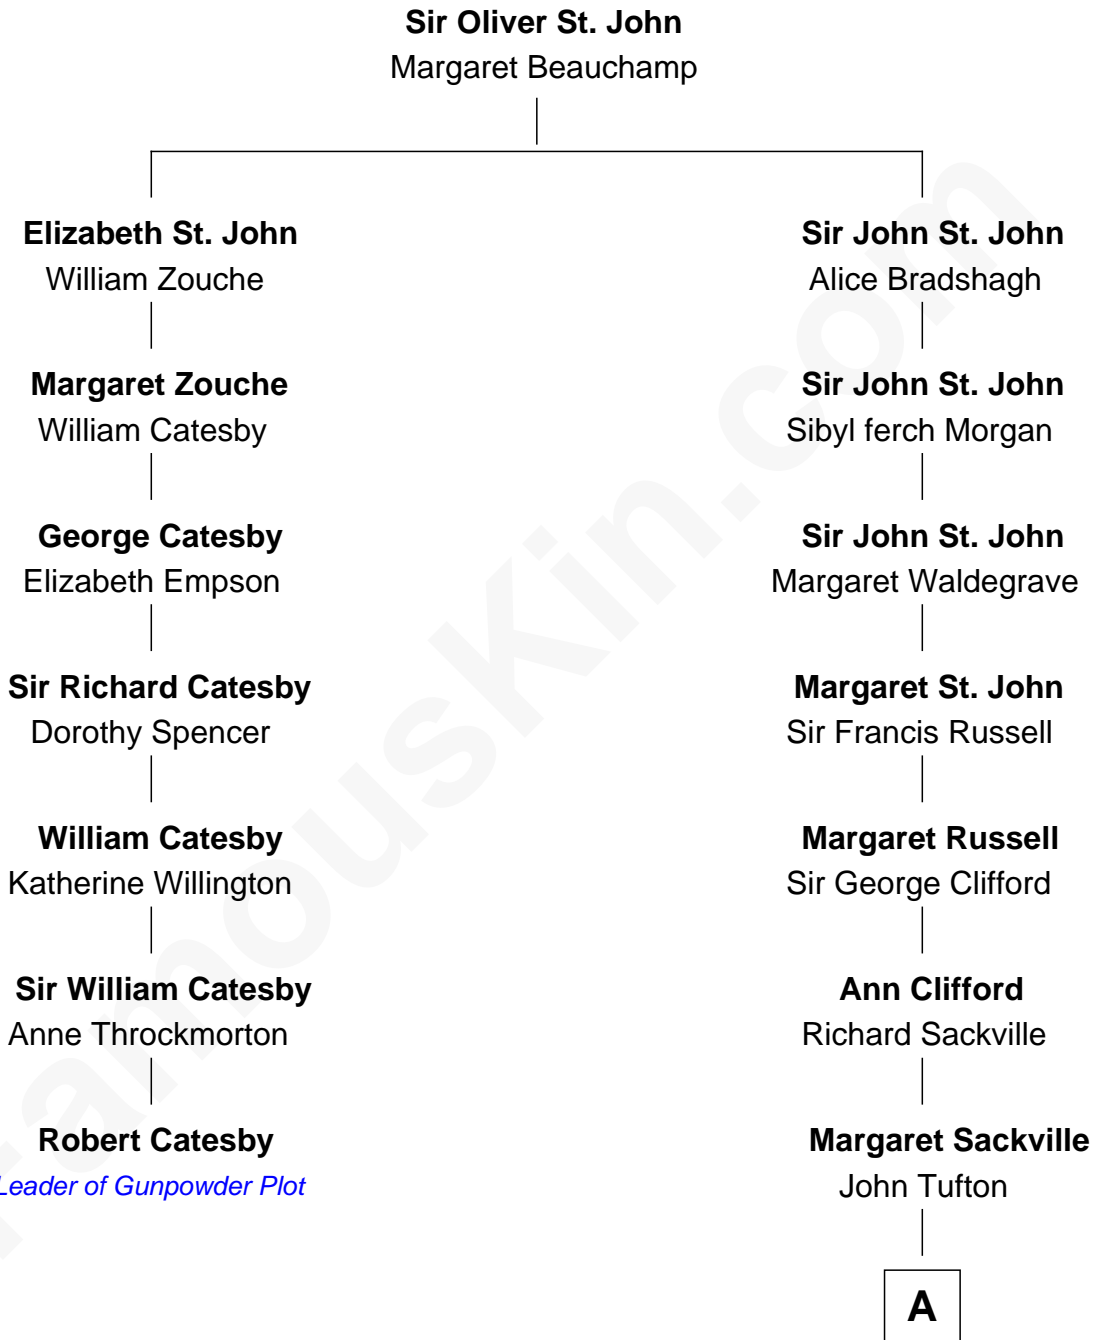 Sir Oliver St. John
Margaret Beauchamp
Elizabeth St. John
William Zouche
Margaret Zouche
William Catesby
George Catesby
Elizabeth Empson
Sir Richard Catesby
Dorothy Spencer
William Catesby
Katherine Willington
Sir William Catesby
Anne Throckmorton
Robert Catesby
Leader of Gunpowder Plot
Sir John St. John
Alice Bradshagh
Sir John St. John
Sibyl ferch Morgan
Sir John St. John
Margaret Waldegrave
Margaret St. John
Sir Francis Russell
Margaret Russell
Sir George Clifford
Ann Clifford
Richard Sackville
Margaret Sackville
John Tufton
A
FamousKin.com